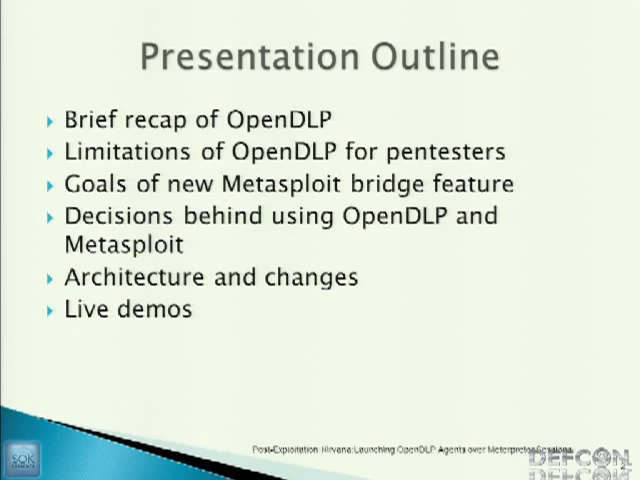 Presentation Outline
Brief recap of OpenDLP
Limitations of OpenDLP for pentesters
Goals of new Metasploit bridge feature
Decisions behind using OpenDLP and
Metasploit
Architecture and changes
Live demos
Post-Exploitation Nirvana: Launching OpenDLP Agents over Meterpreter Sessions
DEFCON